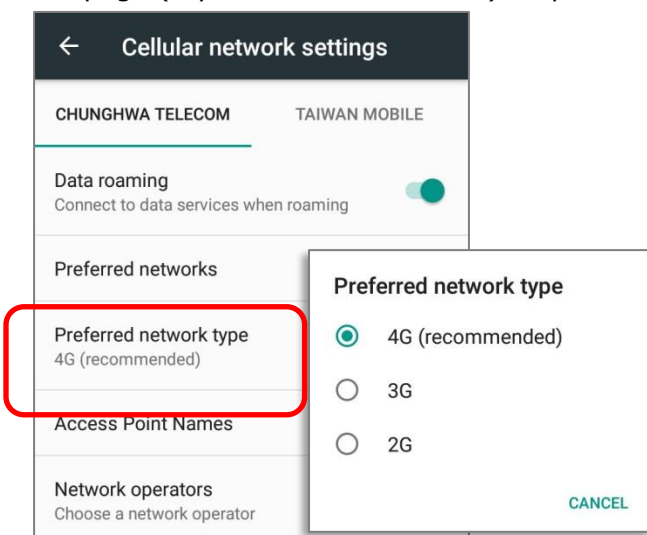 Cellular network settings
CHUNGHWA TELECOM TAIWAN MOBILE
Data roaming
Connect to data services when roaming
Preferred networks
Preferred network type
4G (recommended)
Access Point Names
Network operators
Choose a network operator
Preferred network type
4G (recommended)
3G
2G
CANCEL